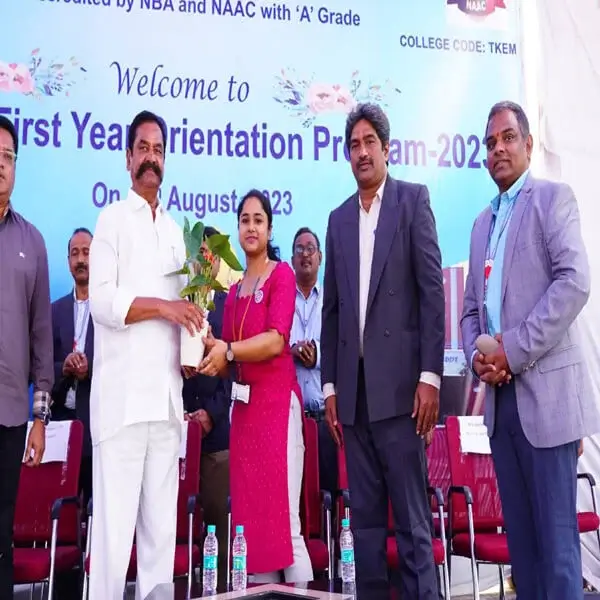 by NBA and NAAC with 'A' Grade
NAAC
COLLEGE CODE: TKEM
Welcome to
First Year Orientation Program-2023
On August 2023